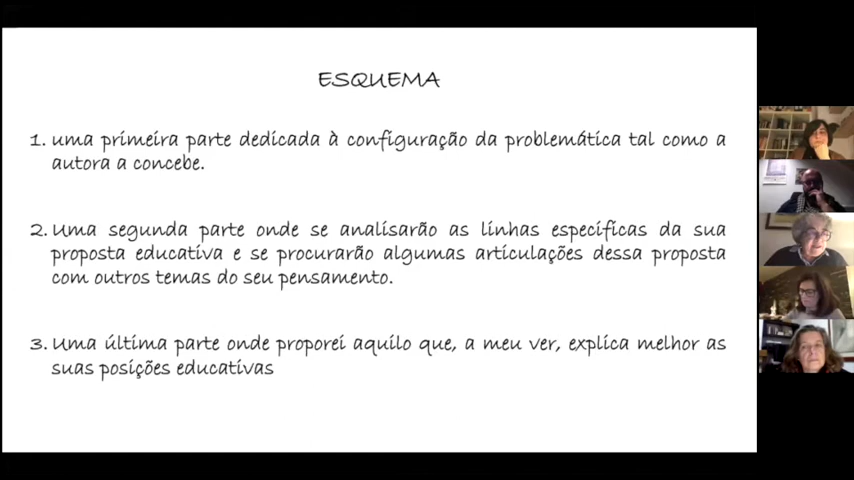 ESQUEMA
1. uma primeira parte dedicada à configuração da problemática tal como a
autora a concebe.
2. Uma segunda parte onde se analisarão as linhas específicas da sua
proposta educativa e se procurarão algumas articulações dessa proposta
com outros temas do seu pensamento.
3. Uma última parte onde proporei aquilo que, a meu ver, explica melhor as
suas posições educativas